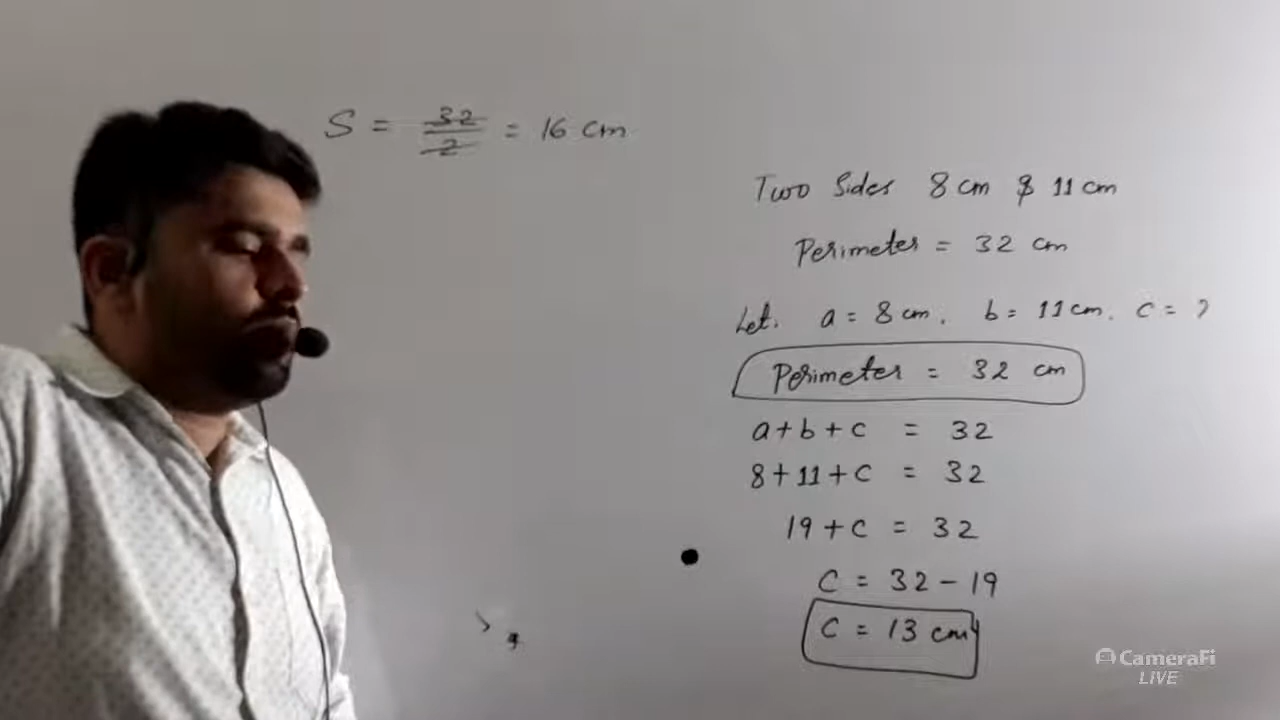 S = 32/2 = 16 cm
Two Sides 8 cm & 11 cm
Perimeter = 32 cm
Let. a = 8 cm, b = 11 cm, c = ?
Perimeter = 32 cm
a + b + c = 32
8 + 11 + c = 32
19 + c = 32
C = 32 - 19
C = 13 cm
CameraFi
LIVE